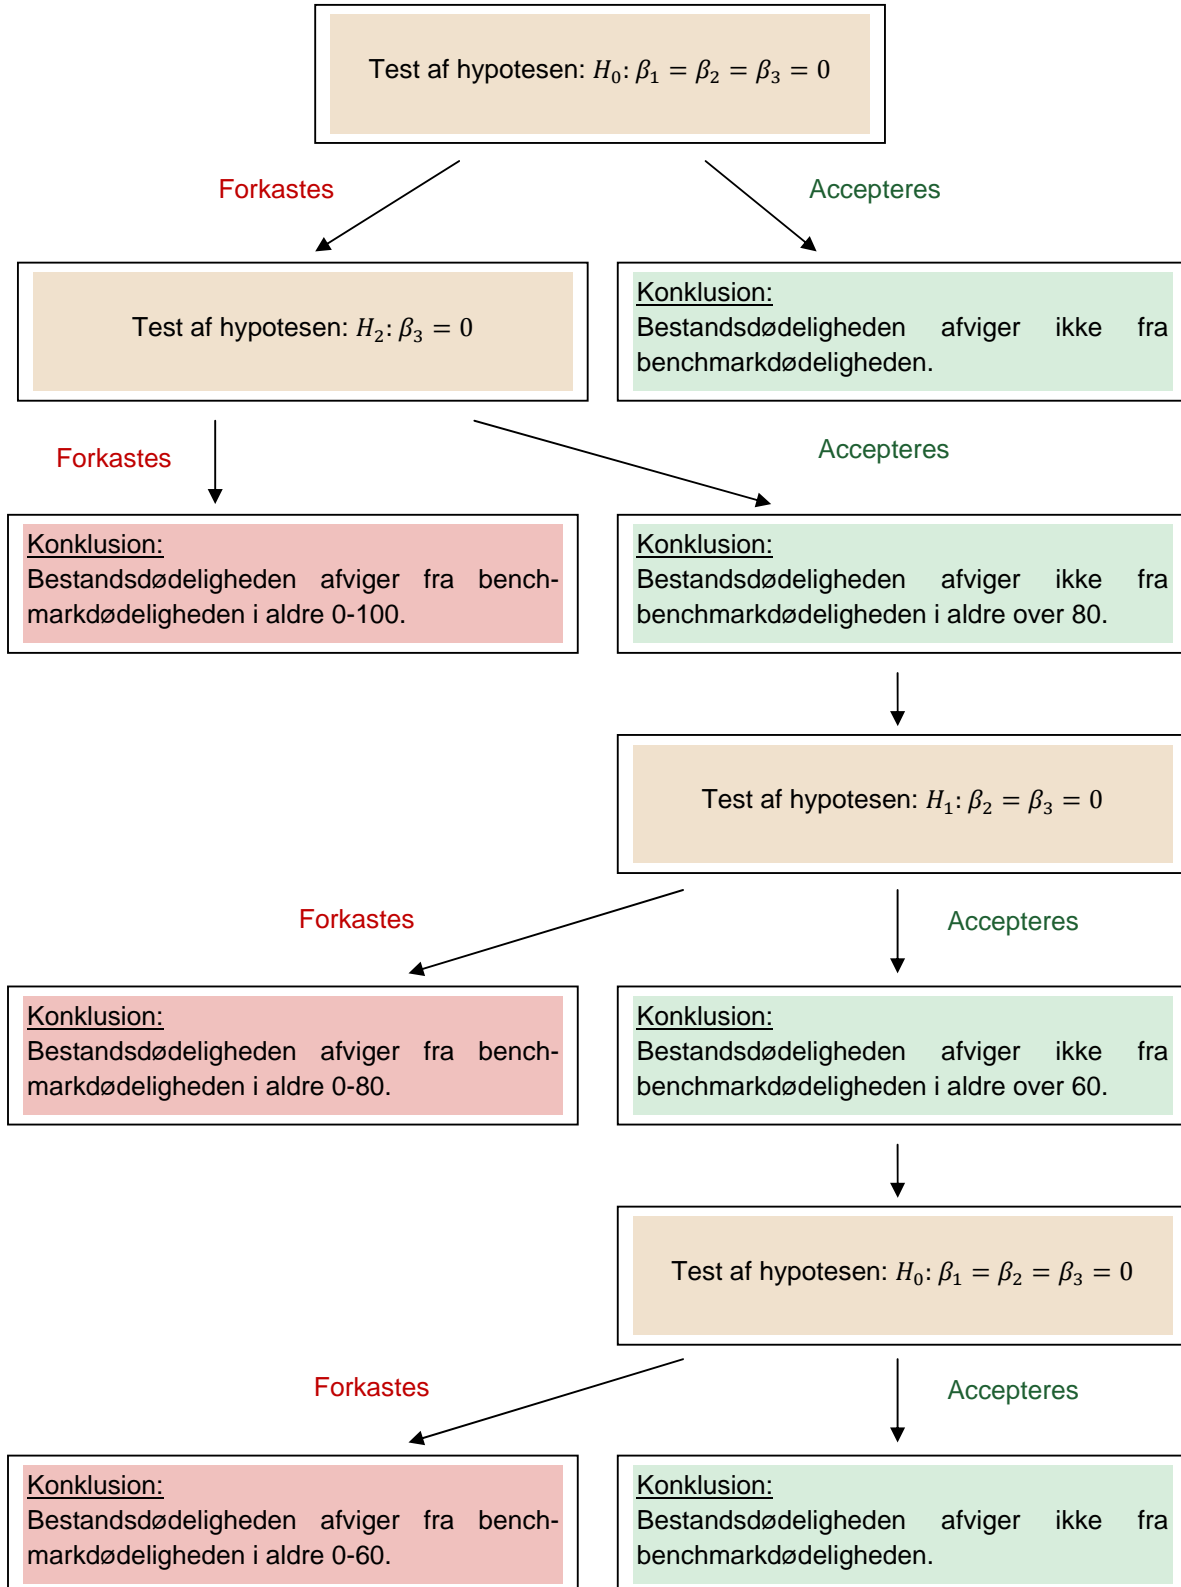 Test af hypotesen: H₀: β₁ = β₂ = β₃ = 0
Forkastes
Accepteres
Test af hypotesen: H₂: β₃ = 0
Konklusion:
Bestandsdødeligheden afviger ikke fra
benchmarkdødeligheden.
Forkastes
Accepteres
Konklusion:
Bestandsdødeligheden afviger fra bench-
markdødeligheden i aldre 0-100.
Konklusion:
Bestandsdødeligheden afviger ikke fra
benchmarkdødeligheden i aldre over 80.
Test af hypotesen: H₁: β₂ = β₃ = 0
Forkastes
Accepteres
Konklusion:
Bestandsdødeligheden afviger fra bench-
markdødeligheden i aldre 0-80.
Konklusion:
Bestandsdødeligheden afviger ikke fra
benchmarkdødeligheden i aldre over 60.
Test af hypotesen: H₀: β₁ = β₂ = β₃ = 0
Forkastes
Accepteres
Konklusion:
Bestandsdødeligheden afviger fra bench-
markdødeligheden i aldre 0-60.
Konklusion:
Bestandsdødeligheden afviger ikke fra
benchmarkdødeligheden.